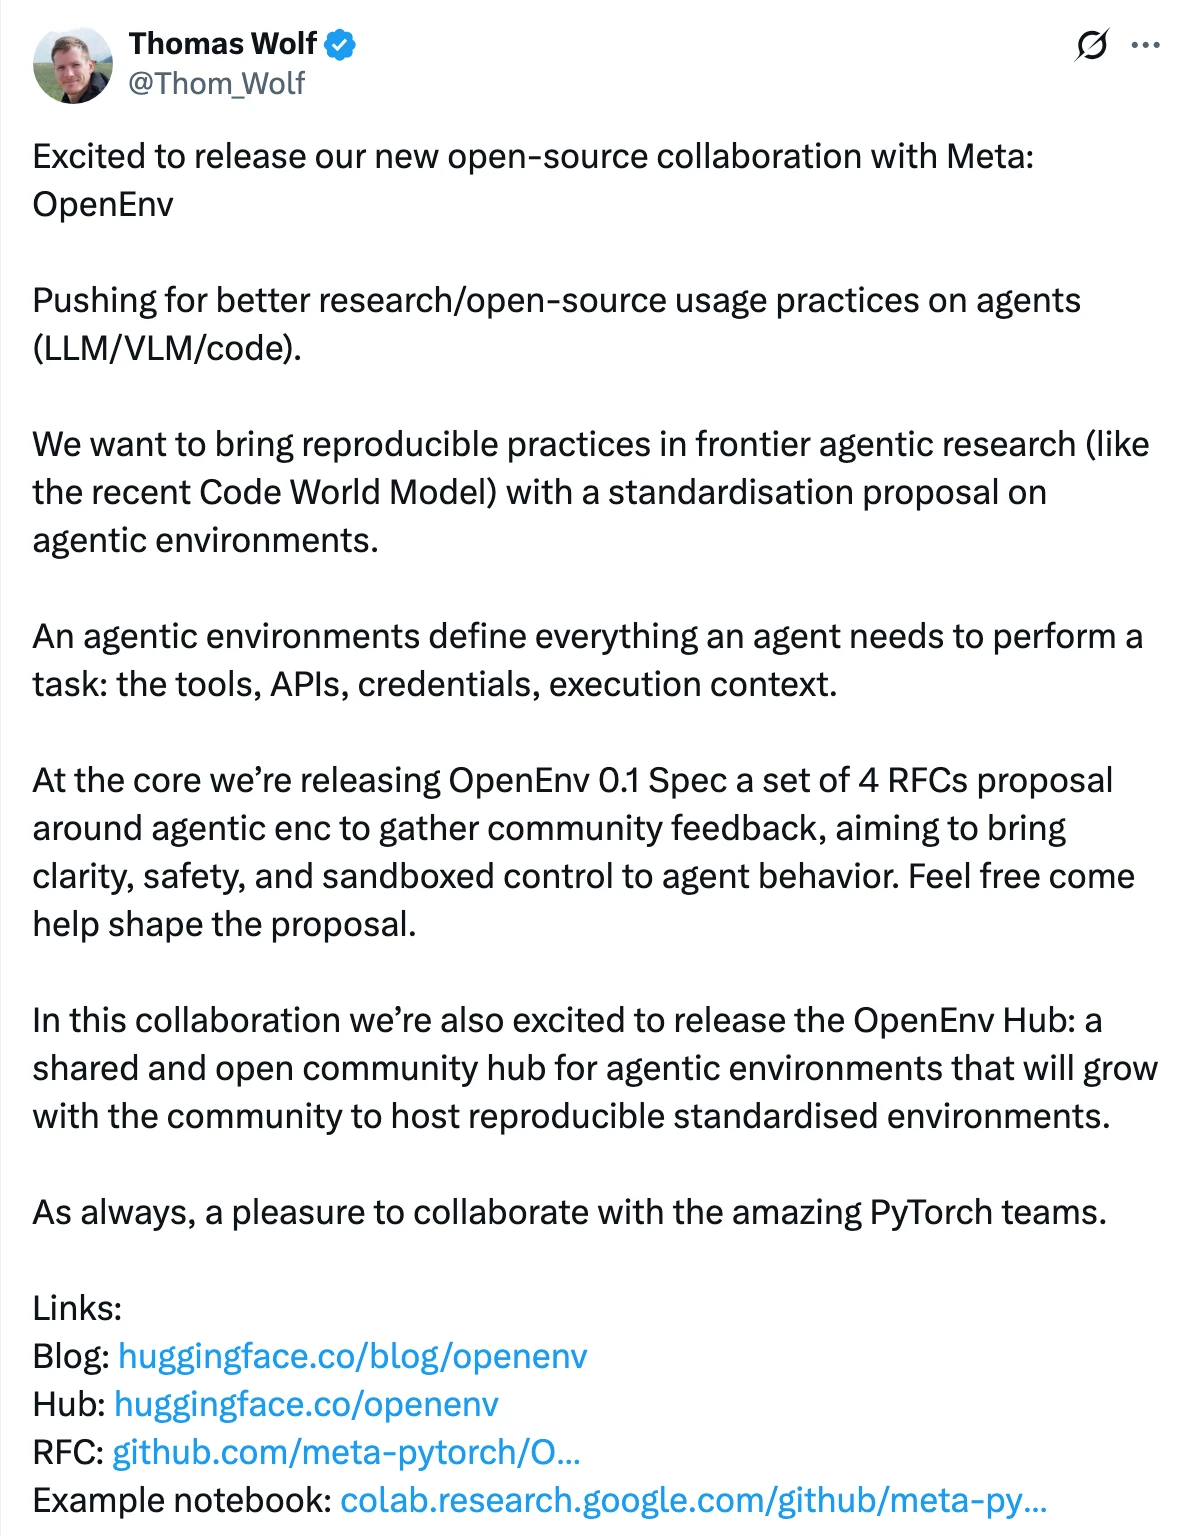 Thomas Wolf
@Thom_Wolf
Excited to release our new open-source collaboration with Meta:
OpenEnv
Pushing for better research/open-source usage practices on agents
(LLM/VLM/code).
We want to bring reproducible practices in frontier agentic research (like
the recent Code World Model) with a standardisation proposal on
agentic environments.
An agentic environments define everything an agent needs to perform a
task: the tools, APIs, credentials, execution context.
At the core we’re releasing OpenEnv 0.1 Spec a set of 4 RFCs proposal
around agentic enc to gather community feedback, aiming to bring
clarity, safety, and sandboxed control to agent behavior. Feel free come
help shape the proposal.
In this collaboration we’re also excited to release the OpenEnv Hub: a
shared and open community hub for agentic environments that will grow
with the community to host reproducible standardised environments.
As always, a pleasure to collaborate with the amazing PyTorch teams.
Links:
Blog: huggingface.co/blog/openenv
Hub: huggingface.co/openenv
RFC: github.com/meta-pytorch/O...
Example notebook: colab.research.google.com/github/meta-py...